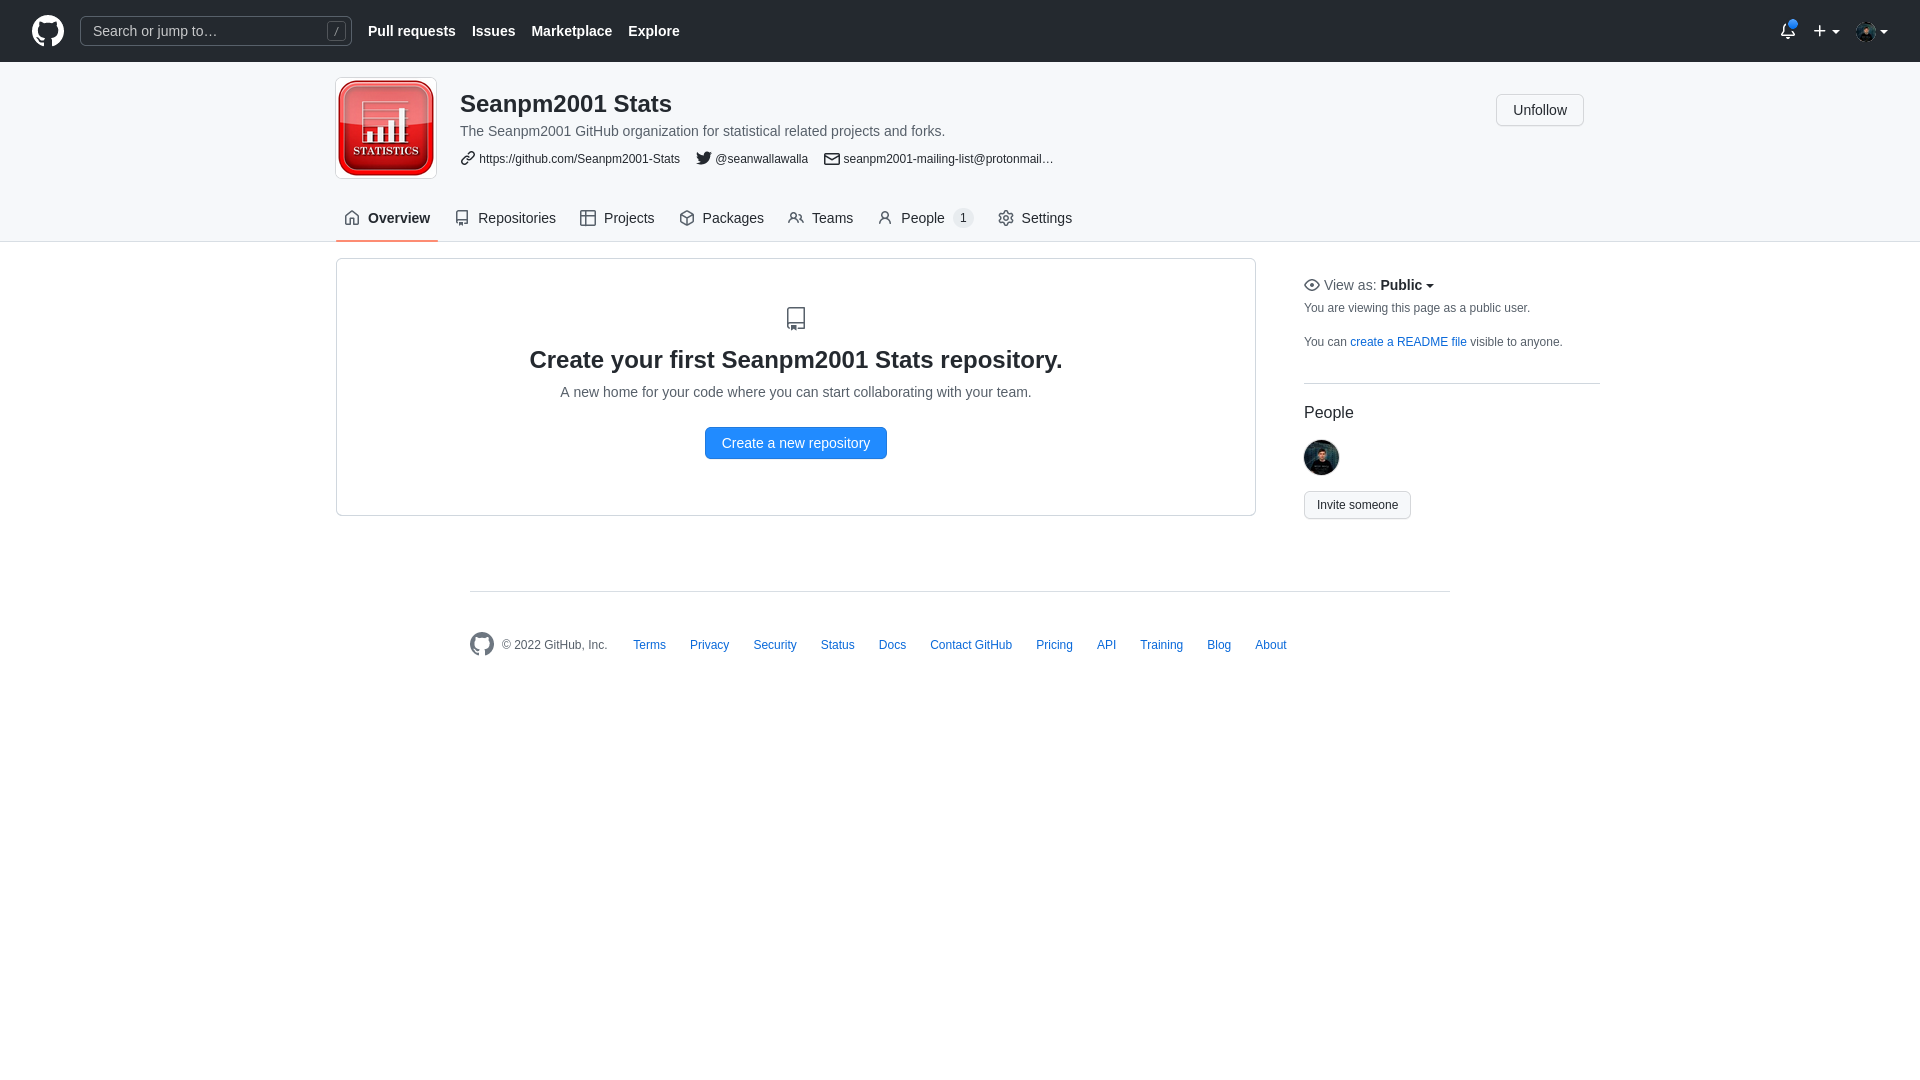 Search or jump to… /
Pull requests Issues Marketplace Explore
STATISTICS
Seanpm2001 Stats
The Seanpm2001 GitHub organization for statistical related projects and forks.
https://github.com/Seanpm2001-Stats @seanwallawalla seanpm2001-mailing-list@protonmail…
Unfollow
Overview Repositories Projects Packages Teams People 1 Settings
Create your first Seanpm2001 Stats repository.
A new home for your code where you can start collaborating with your team.
Create a new repository
View as: Public
You are viewing this page as a public user.
You can create a README file visible to anyone.
People
Invite someone
© 2022 GitHub, Inc. Terms Privacy Security Status Docs Contact GitHub Pricing API Training Blog About